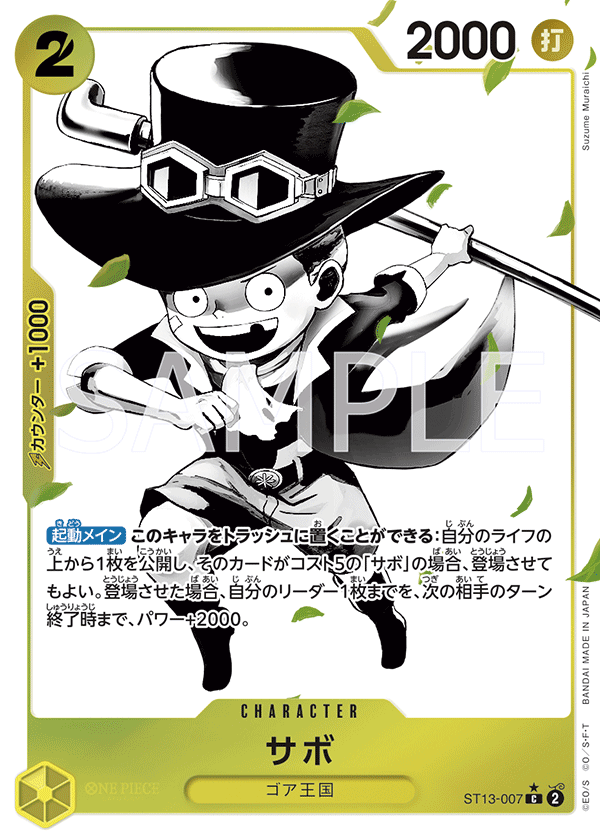 2
2000
打
Suzume Muraichi
カウンター +1000
SAMPLE
起動メイン このキャラをトラッシュに置くことができる:自分のライフの
上から1枚を公開し、そのカードがコスト5の「サボ」の場合、登場させて
もよい。登場させた場合、自分のリーダー1枚までを、次の相手のターン
終了時まで、パワー+2000。
CHARACTER
サボ
ゴア王国
ONE PIECE
ST13-007 C 2
©E.O/S ©O/S・F・T BANDAI MADE IN JAPAN